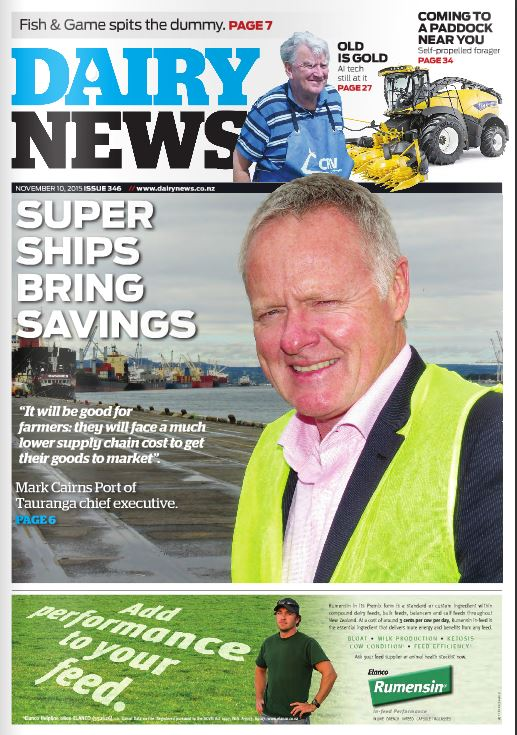 Fish & Game spits the dummy. PAGE 7
COMING TO
A PADDOCK
NEAR YOU
Self-propelled forager
PAGE 34
OLD
IS GOLD
AI tech
still at it
PAGE 27
DAIRY
NEWS
NOVEMBER 10, 2015 ISSUE 346 // www.dairynews.co.nz
SUPER
SHIPS
BRING
SAVINGS
“It will be good for
farmers: they will face a much
lower supply chain cost to get
their goods to market”.
Mark Cairns Port of
Tauranga chief executive.
PAGE 6
Add
performance
to your
feed.
Rumensin in its Premix form is a standard or custom ingredient within
compound dairy feeds, bulk feeds, balancers and calf feeds throughout
New Zealand. At a cost of around 3 cents per cow per day, Rumensin in-feed is
the essential ingredient that delivers more energy and benefits from any feed.
BLOAT • MILK PRODUCTION • KETOSIS
LOW CONDITION • FEED EFFICIENCY
Ask your feed supplier or animal health stockist now.
Elanco
Rumensin
In-feed Performance